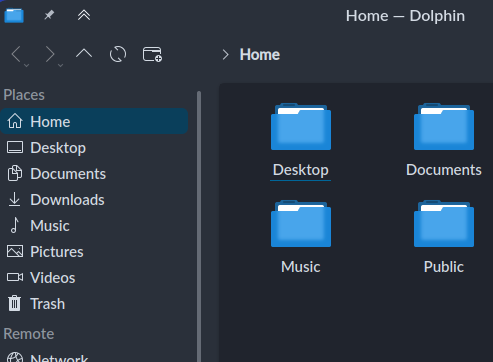 Home — Dolphin
Home
Places
Home
Desktop
Documents
Downloads
Music
Pictures
Videos
Trash
Remote
Network
Desktop
Documents
Music
Public